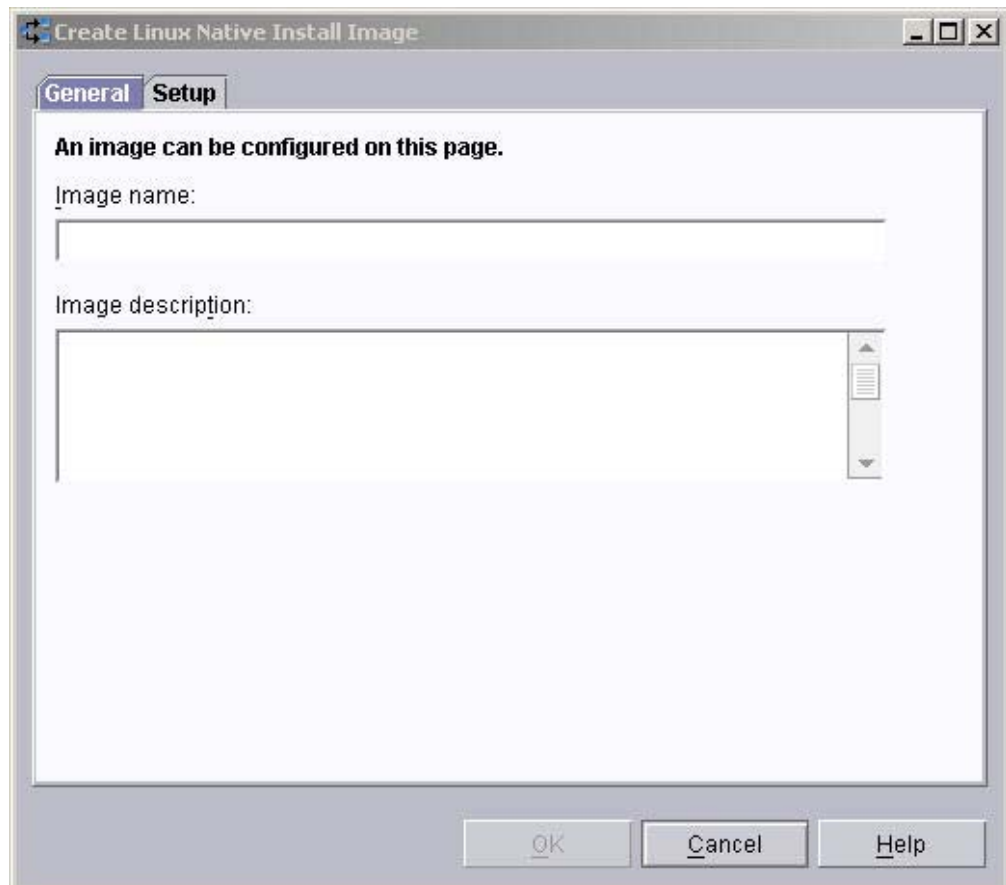 Create Linux Native Install Image
General Setup
An image can be configured on this page.
Image name:
Image description:
OK Cancel Help